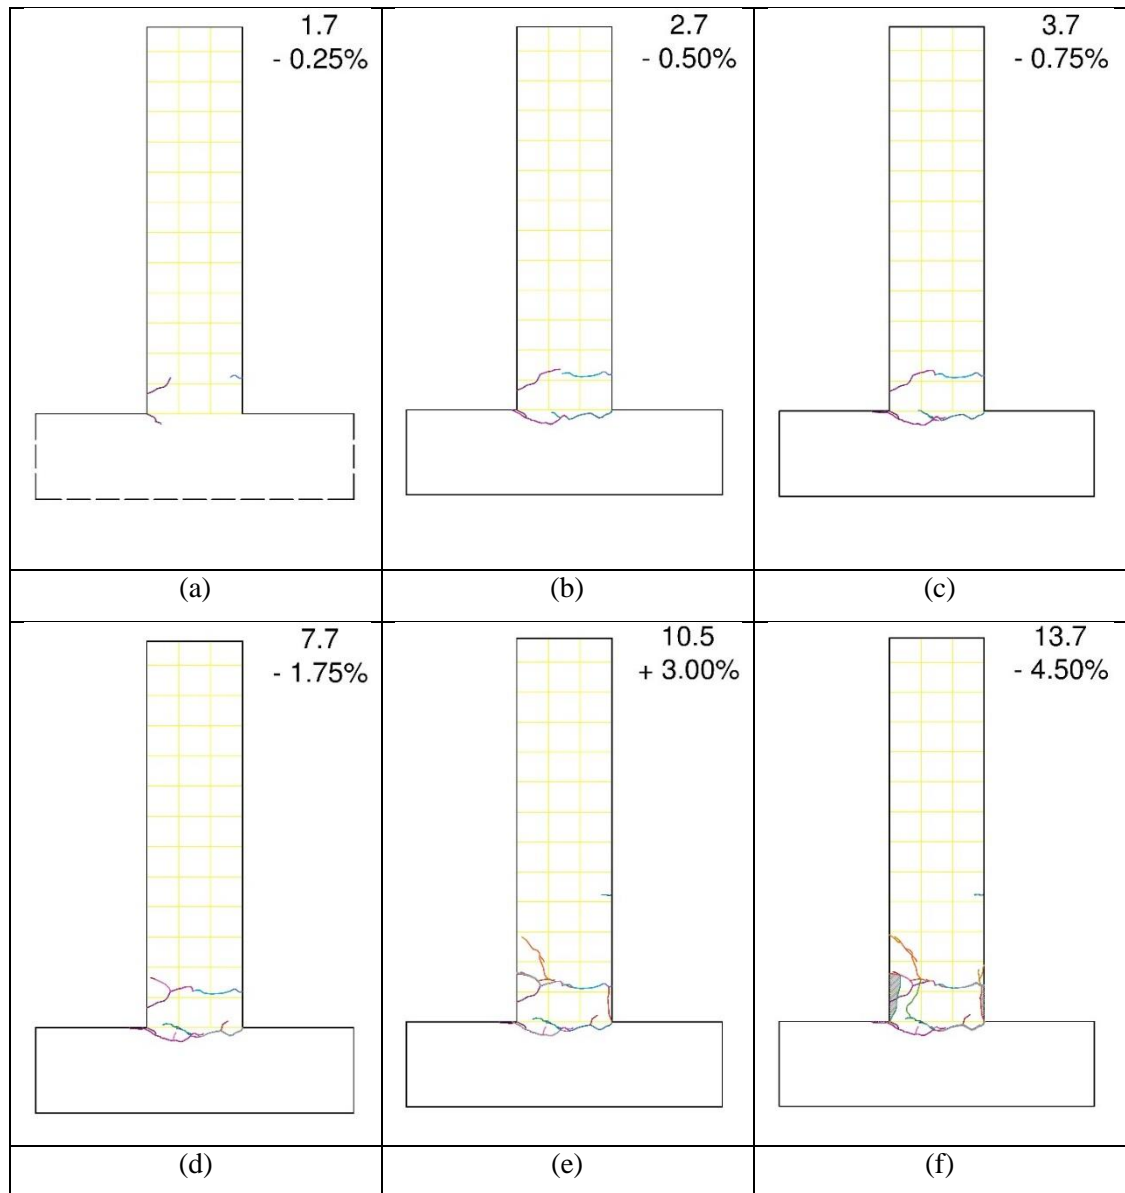 1.7
- 0.25%
2.7
- 0.50%
3.7
- 0.75%
(a)
(b)
(c)
7.7
- 1.75%
10.5
+ 3.00%
13.7
- 4.50%
(d)
(e)
(f)